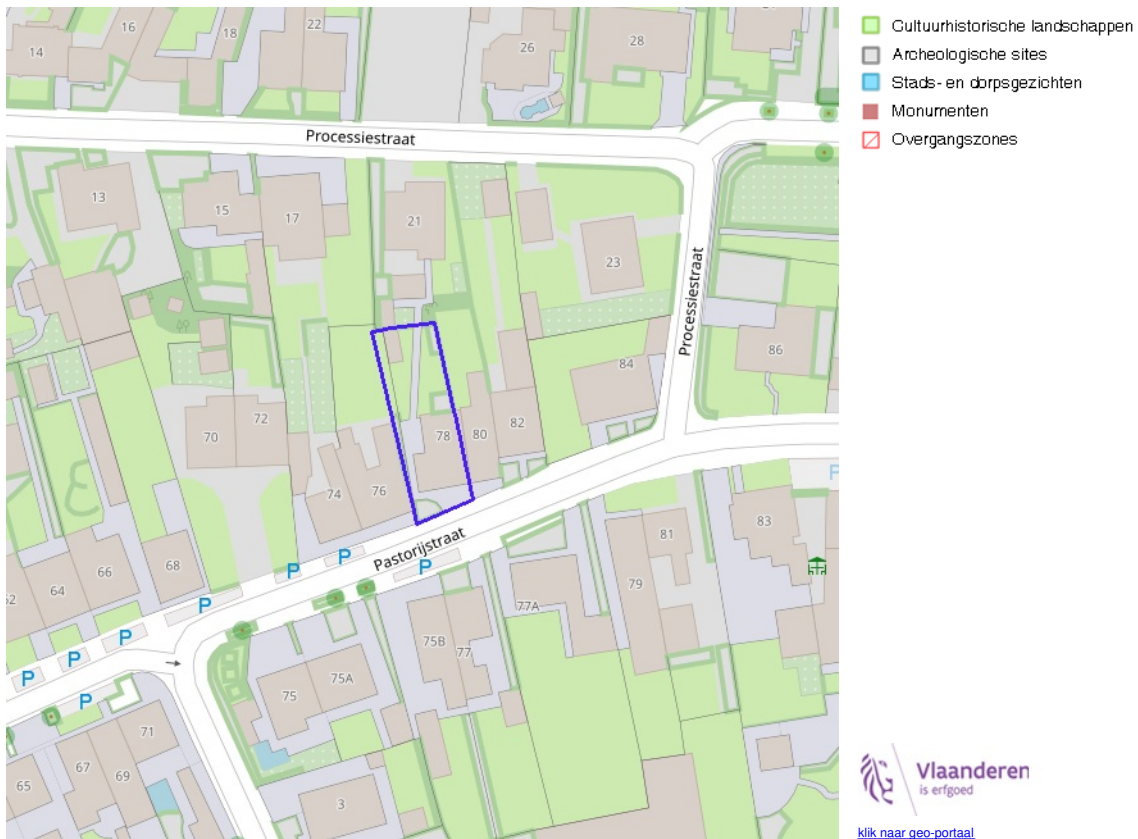 16
22
14
18
26
28
Processiestraat
13
15
17
21
23
Processiestraat
86
84
70
72
78
80
82
74
76
Pastorijstraat
P
68
66
64
P
P
P
P
P
P
P
P
81
83
79
77A
75B
77
75A
75
71
67
69
65
3
Cultuurhistorische landschappen
Archeologische sites
Stads- en dorpsgezichten
Monumenten
Overgangszones
Vlaanderen
is erfgoed
klik naar geo-portaal